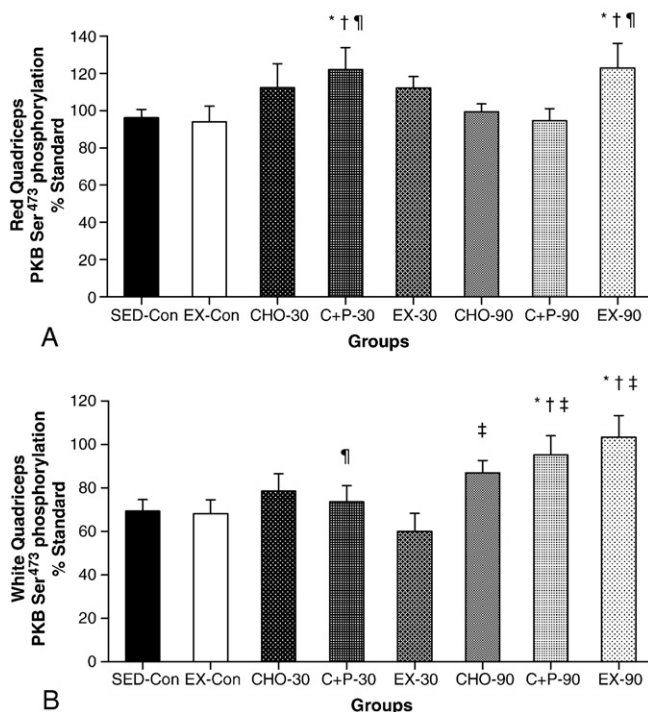 * † ¶
* † ¶
140
120
100
80
60
40
20
0
Red Quadriceps
PKB Ser473 phosphorylation
% Standard
SED-Con EX-Con CHO-30 C+P-30 EX-30 CHO-90 C+P-90 EX-90
A
Groups
* † ‡
* † ‡
‡
¶
120
100
80
60
40
20
0
White Quadriceps
PKB Ser473 phosphorylation
% Standard
SED-Con EX-Con CHO-30 C+P-30 EX-30 CHO-90 C+P-90 EX-90
B
Groups